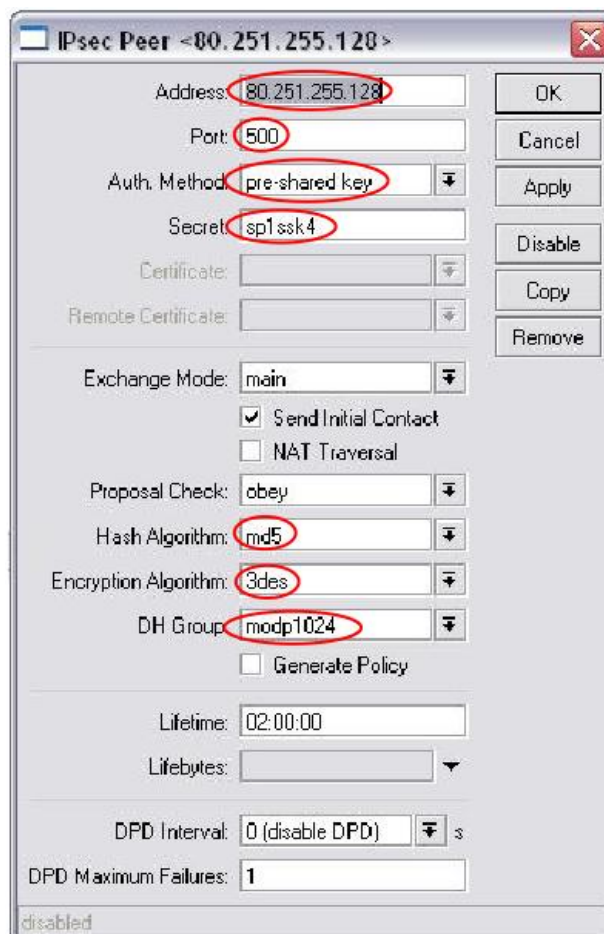 IPsec Peer <80.251.255.128>
Address: 80.251.255.128
OK
Port: 500
Cancel
Auth. Method: pre-shared key
Apply
Secret: sp1ssk4
Disable
Certificate:
Copy
Remote Certificate:
Remove
Exchange Mode: main
Send Initial Contact
NAT Traversal
Proposal Check: obey
Hash Algorithm: md5
Encryption Algorithm: 3des
DH Group: modp1024
Generate Policy
Lifetime: 02:00:00
Lifebytes:
DPD Interval: 0 (disable DPD) s
DPD Maximum Failures: 1
disabled